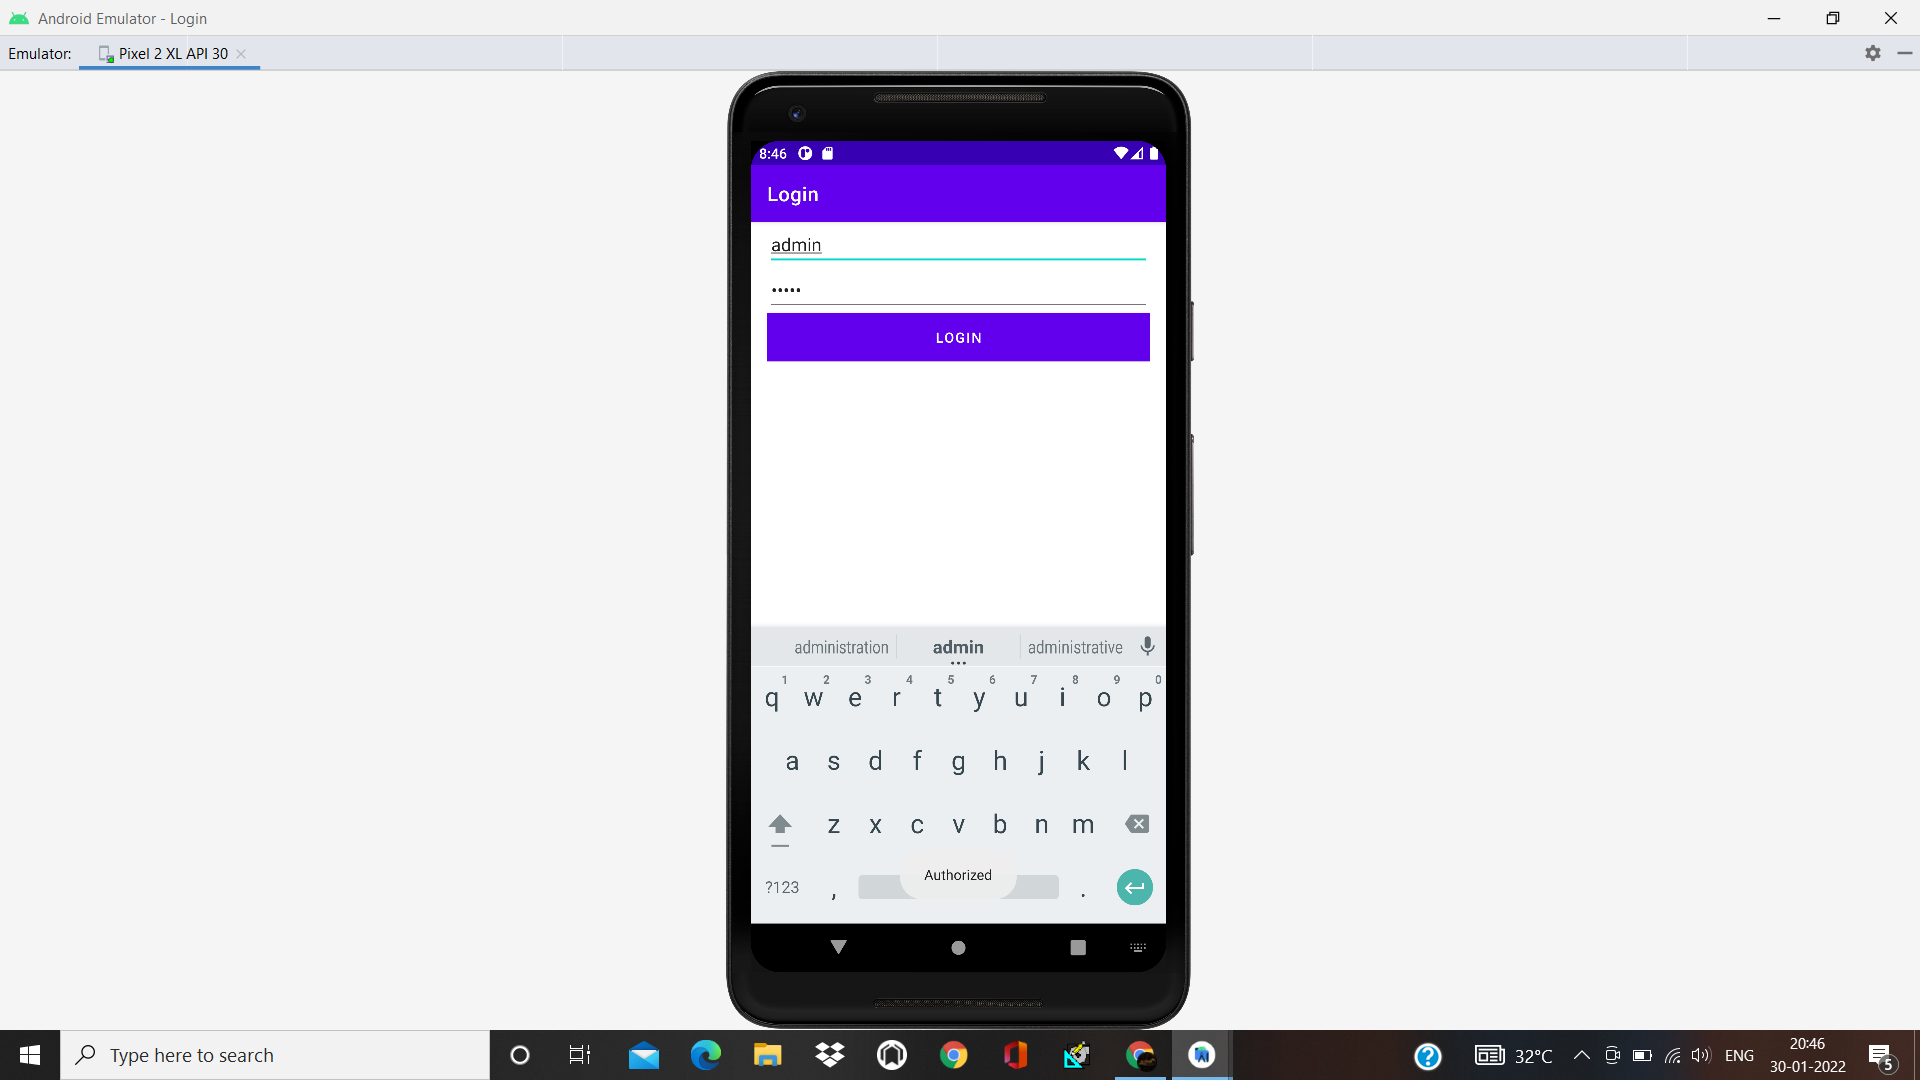 Android Emulator - Login
Emulator: Pixel 2 XL API 30
8:46
Login
admin
•••••
LOGIN
administration admin administrative
1 2 3 4 5 6 7 8 9 0
q w e r t y u i o p
a s d f g h j k l
z x c v b n m
Authorized
?123 , .
Type here to search
32°C ENG 20:46
30-01-2022
5